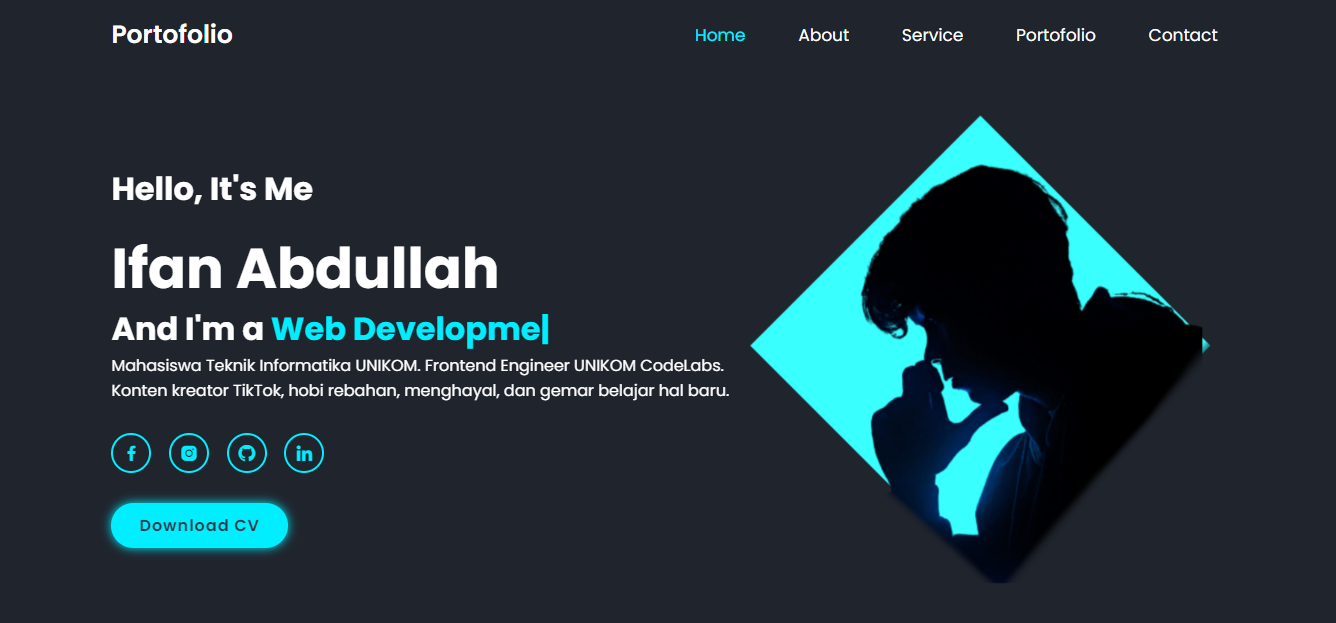 Portofolio
Home About Service Portofolio Contact
Hello, It's Me
Ifan Abdullah
And I'm a Web Developme|
Mahasiswa Teknik Informatika UNIKOM. Frontend Engineer UNIKOM CodeLabs.
Konten kreator TikTok, hobi rebahan, menghayal, dan gemar belajar hal baru.
Download CV